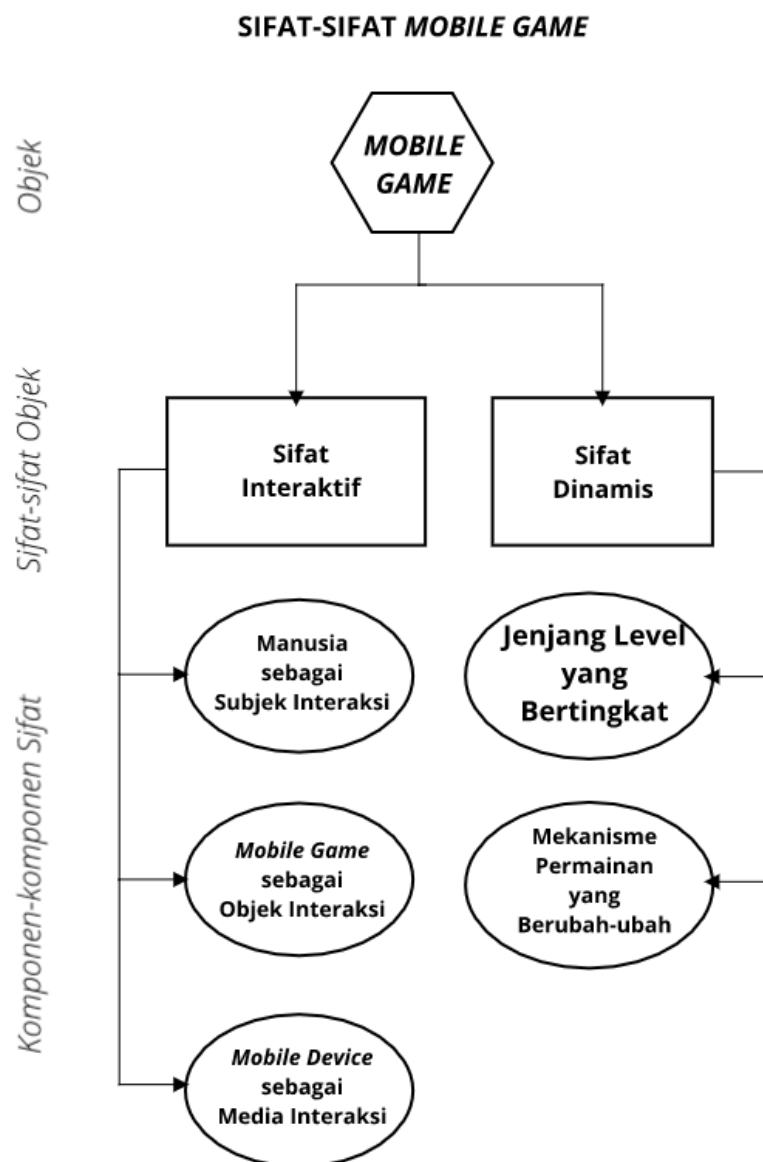 SIFAT-SIFAT MOBILE GAME
Objek
MOBILE
GAME
Sifat-sifat Objek
Sifat
Interaktif
Sifat
Dinamis
Komponen-komponen Sifat
Manusia
sebagai
Subjek Interaksi
Jenjang Level
yang
Bertingkat
Mobile Game
sebagai
Objek Interaksi
Mekanisme
Permainan
yang
Berubah-ubah
Mobile Device
sebagai
Media Interaksi